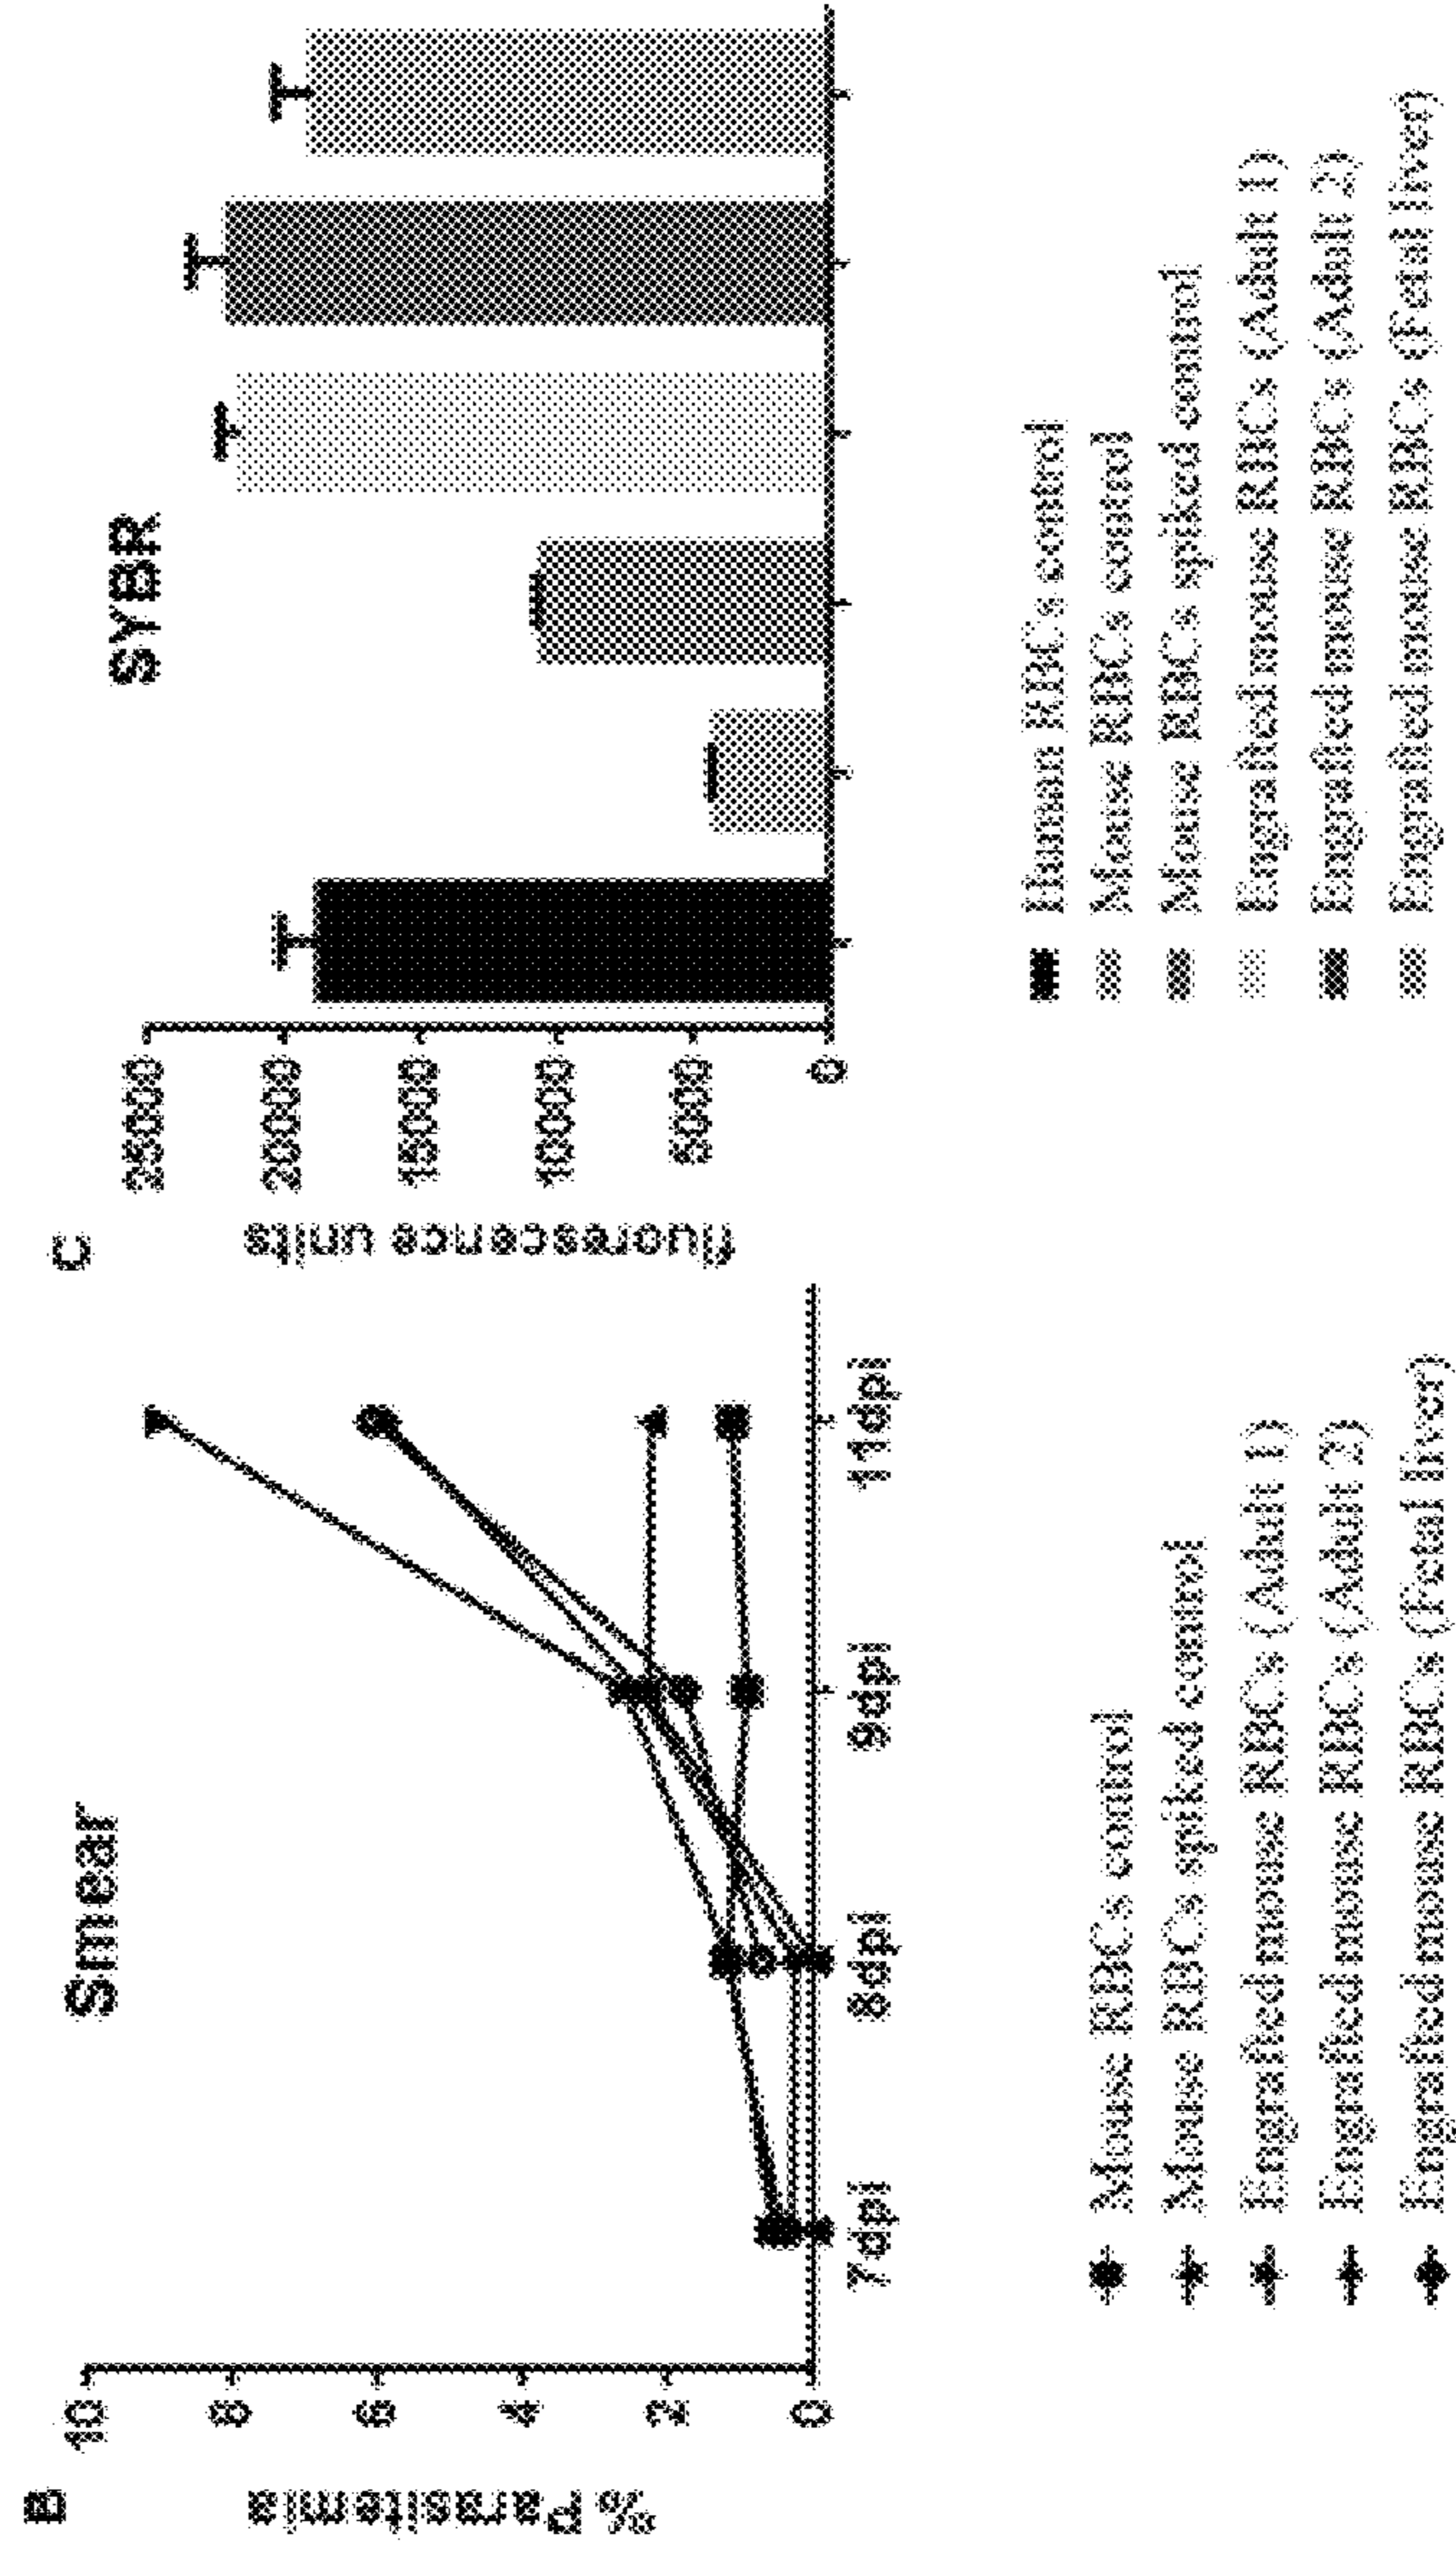 B
Smear
% Parasitemia
10
8
6
4
2
0
7dpi
8dpi
9dpi
11dpi
Mouse RBCs control
Mouse RBCs spiked control
Engrafted mouse RBCs (Adult 1)
Engrafted mouse RBCs (Adult 2)
Engrafted mouse RBCs (Fetal liver)
C
SYBR
fluorescence units
25000
20000
15000
10000
5000
0
Human RBCs control
Mouse RBCs control
Mouse RBCs spiked control
Engrafted mouse RBCs (Adult 1)
Engrafted mouse RBCs (Adult 2)
Engrafted mouse RBCs (Fetal liver)